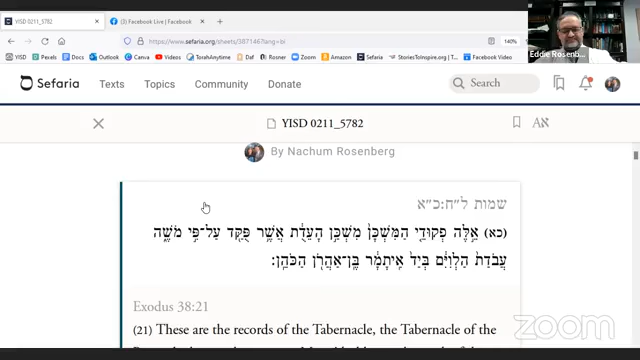 YISD 0211_5782
(3) Facebook Live | Facebook
https://www.sefaria.org/sheets/387146?lang=bi
140%
YISD
Pexels
Getting Started
Outlook
Canva
YouTube
TorahAnytime
Daf
Rosner
Zoom
Amazon
Sefaria
StoriesToInspire.org
Facebook Video
Eddie Rosenb...
Sefaria
Texts
Topics
Community
Donate
Search
YISD 0211_5782
By Nachum Rosenberg
שמות ל״ח:כ״א
(כא) אֵ֣לֶּה פְקוּדֵ֤י הַמִּשְׁכָּן֙ מִשְׁכַּ֣ן הָעֵדֻ֔ת אֲשֶׁ֥ר פֻּקַּ֖ד עַל־פִּ֣י מֹשֶׁ֑ה
עֲבֹדַת֙ הַלְוִיִּ֔ם בְּיַד֙ אִֽיתָמָ֔ר בֶּֽן־אַהֲרֹ֖ן הַכֹּהֵֽן׃
Exodus 38:21
(21) These are the records of the Tabernacle, the Tabernacle of the
zoom